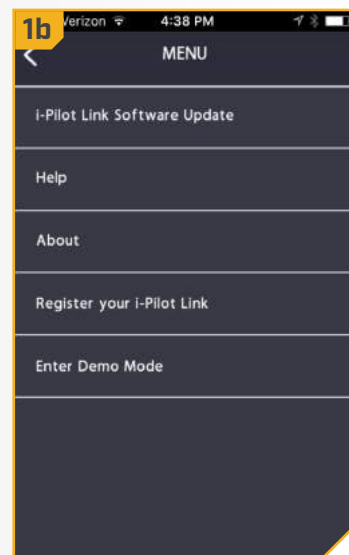 1b
Verizon 4:38 PM
MENU
i-Pilot Link Software Update
Help
About
Register your i-Pilot Link
Enter Demo Mode